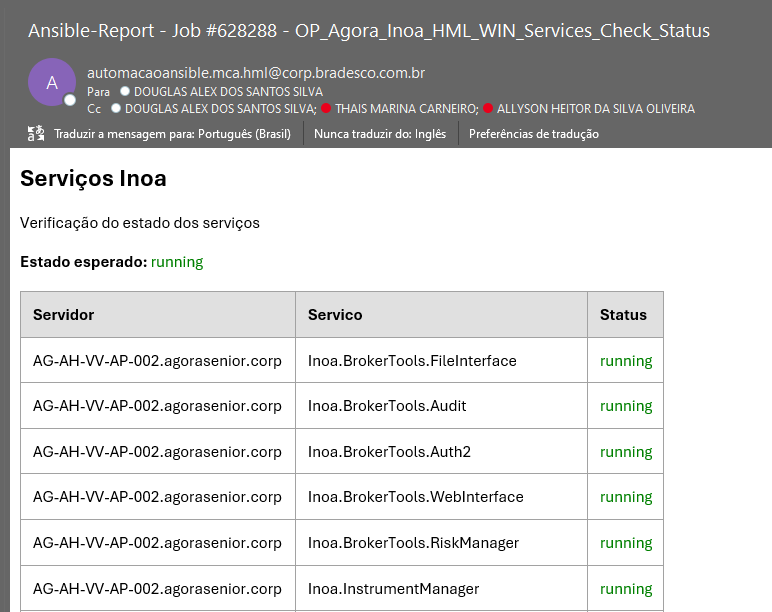 Ansible-Report - Job #628288 - OP_Agora_Inoa_HML_WIN_Services_Check_Status
A
automacaoansible.mca.hml@corp.bradesco.com.br
Para DOUGLAS ALEX DOS SANTOS SILVA
Cc DOUGLAS ALEX DOS SANTOS SILVA; THAIS MARINA CARNEIRO; ALLYSON HEITOR DA SILVA OLIVEIRA
Traduzir a mensagem para: Português (Brasil) Nunca traduzir do: Inglês Preferências de tradução
Serviços Inoa
Verificação do estado dos serviços
Estado esperado: running
Servidor Servico Status
AG-AH-VV-AP-002.agorasenior.corp Inoa.BrokerTools.FileInterface running
AG-AH-VV-AP-002.agorasenior.corp Inoa.BrokerTools.Audit running
AG-AH-VV-AP-002.agorasenior.corp Inoa.BrokerTools.Auth2 running
AG-AH-VV-AP-002.agorasenior.corp Inoa.BrokerTools.WebInterface running
AG-AH-VV-AP-002.agorasenior.corp Inoa.BrokerTools.RiskManager running
AG-AH-VV-AP-002.agorasenior.corp Inoa.InstrumentManager running